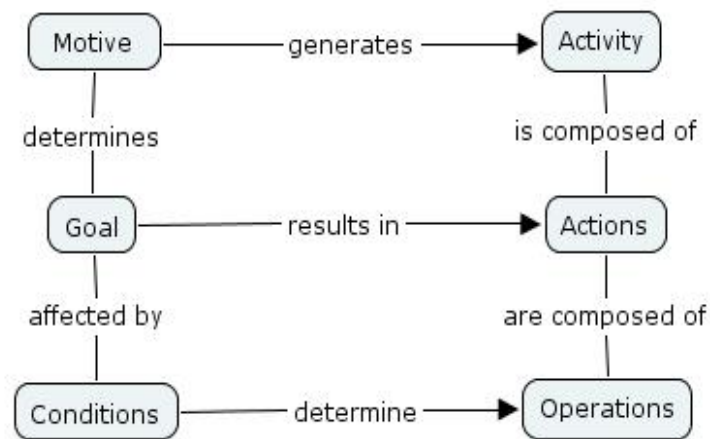 Motive generates Activity
determines is composed of
Goal results in Actions
affected by are composed of
Conditions determine Operations